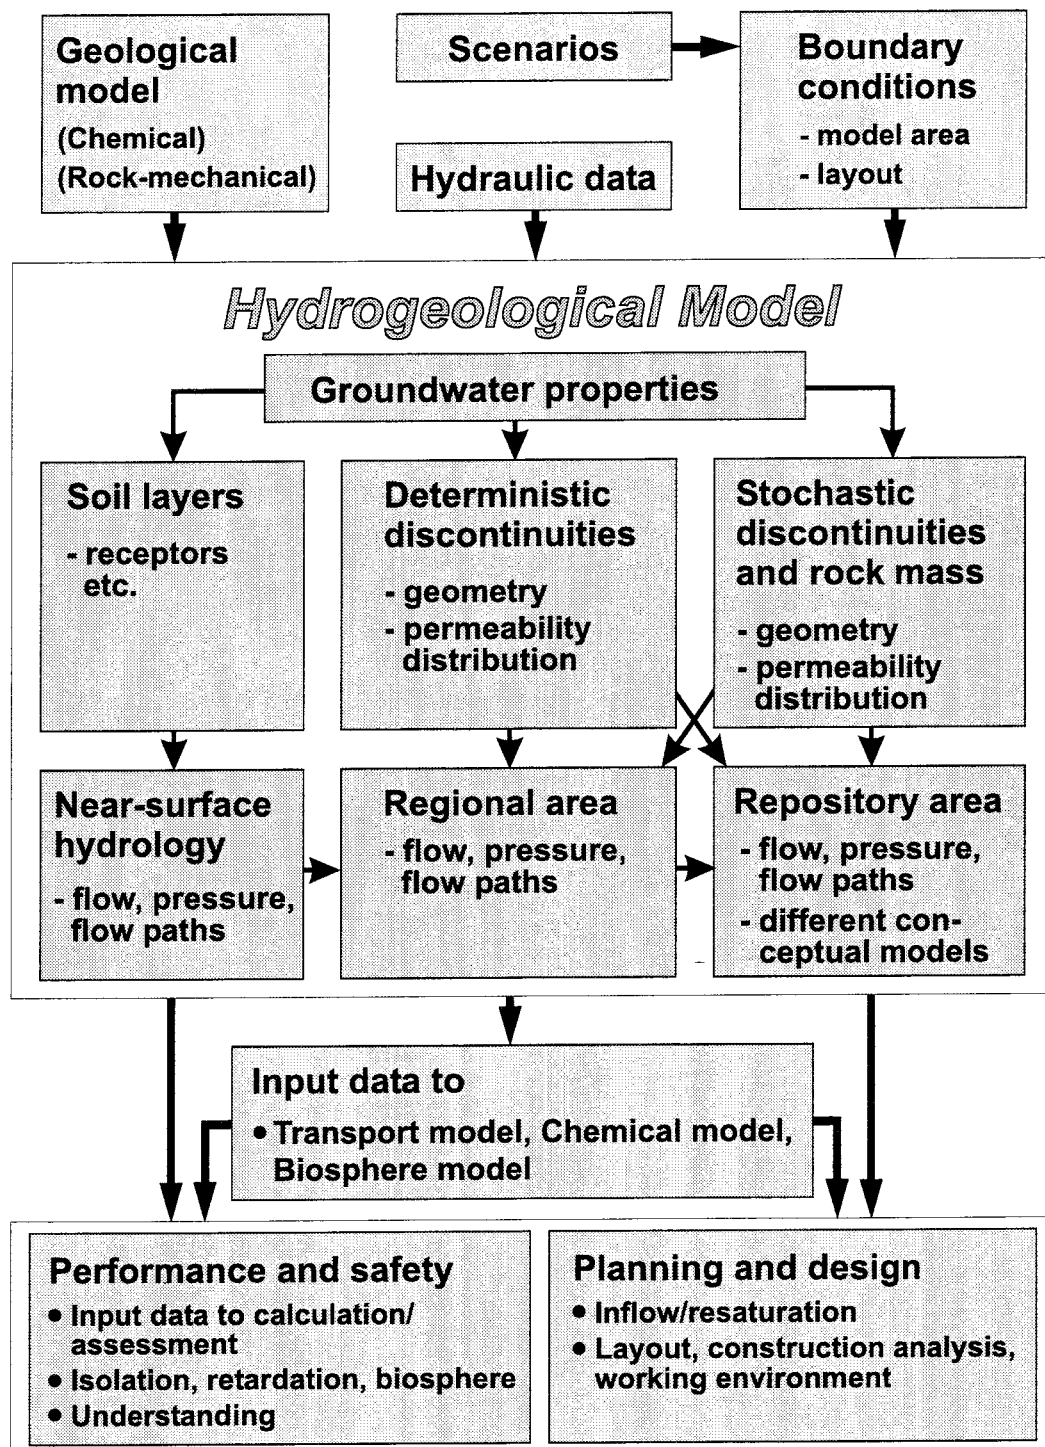 Geological
model
(Chemical)
(Rock-mechanical)
Scenarios
Hydraulic data
Boundary
conditions
- model area
- layout
Hydrogeological Model
Groundwater properties
Soil layers
- receptors
etc.
Deterministic
discontinuities
- geometry
- permeability
distribution
Stochastic
discontinuities
and rock mass
- geometry
- permeability
distribution
Near-surface
hydrology
- flow, pressure,
flow paths
Regional area
- flow, pressure,
flow paths
Repository area
- flow, pressure,
flow paths
- different con-
ceptual models
Input data to
• Transport model, Chemical model,
Biosphere model
Performance and safety
• Input data to calculation/
assessment
• Isolation, retardation, biosphere
• Understanding
Planning and design
• Inflow/resaturation
• Layout, construction analysis,
working environment